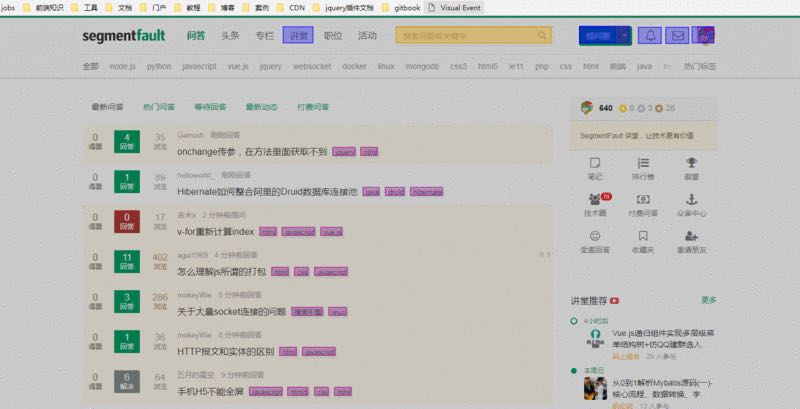 jobs 前端知识 工具 文档 门户 教程 博客 案例 CDN jquery插件文档 gitbook Visual Event
segmentfault 问答 头条 专栏 讲堂 职位 活动 搜索问题或关键字 提问题
全部 node.js python javascript vue.js jquery websocket docker linux mongodb css3 html5 ie11 php css html 前端 java 热门标签
最新问答 热门问答 等待回答 最新动态 付费问答
640 0 3 28
0 得票 4 回答 35 浏览
Garrosh 刚刚回答
onchange传参，在方法里面获取不到 jquery html
SegmentFault 讲堂，让技术更有价值
0 得票 1 回答 89 浏览
helloworld_ 刚刚回答
Hibernate如何整合阿里的Druid数据库连接池 java druid hibernate
笔记 排行榜 徽章
0 得票 0 回答 17 浏览
吉米x 2 分钟前提问
v-for重新计算index html javascript vue.js
技术圈 hi 付费问答 众审中心
0 得票 11 回答 402 浏览
agui1989 4 分钟前回答
怎么理解js所谓的打包 html css javascript
受邀回答 收藏夹 邀请朋友
0 得票 3 回答 286 浏览
mokeyWie 5 分钟前回答
关于大量socket连接的问题 搜索引擎 linux
讲堂推荐 更多
4小时前
0 得票 1 回答 36 浏览
mokeyWie 8 分钟前回答
HTTP报文和实体的区别 html javascript
Vue.js递归组件实现多层级菜单结构树+仿QQ建群选人...
29 人参与
本周日
0 得票 6 解决 64 浏览
五月的星空 9 分钟前回答
手机H5不能全屏 javascript html5 css html
从0到1解析Mybatis源码(一)-核心流程、数据转换、字...
13 人参与